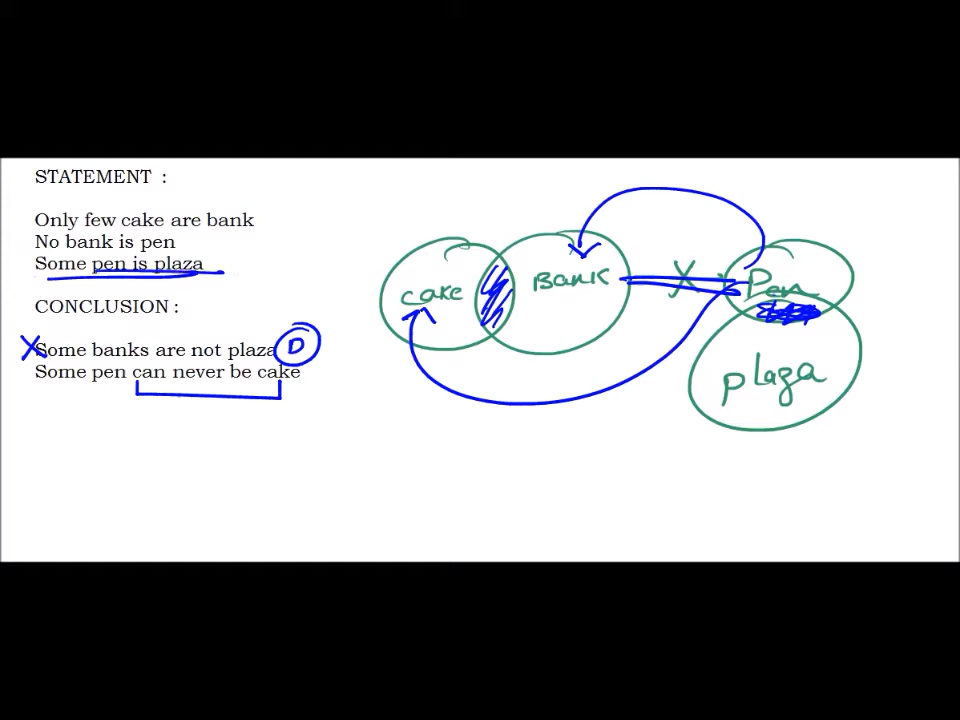 STATEMENT :
Only few cake are bank
No bank is pen
Some pen is plaza
CONCLUSION :
Some banks are not plaza D
Some pen can never be cake
cake
Bank
X
Pen
plaza